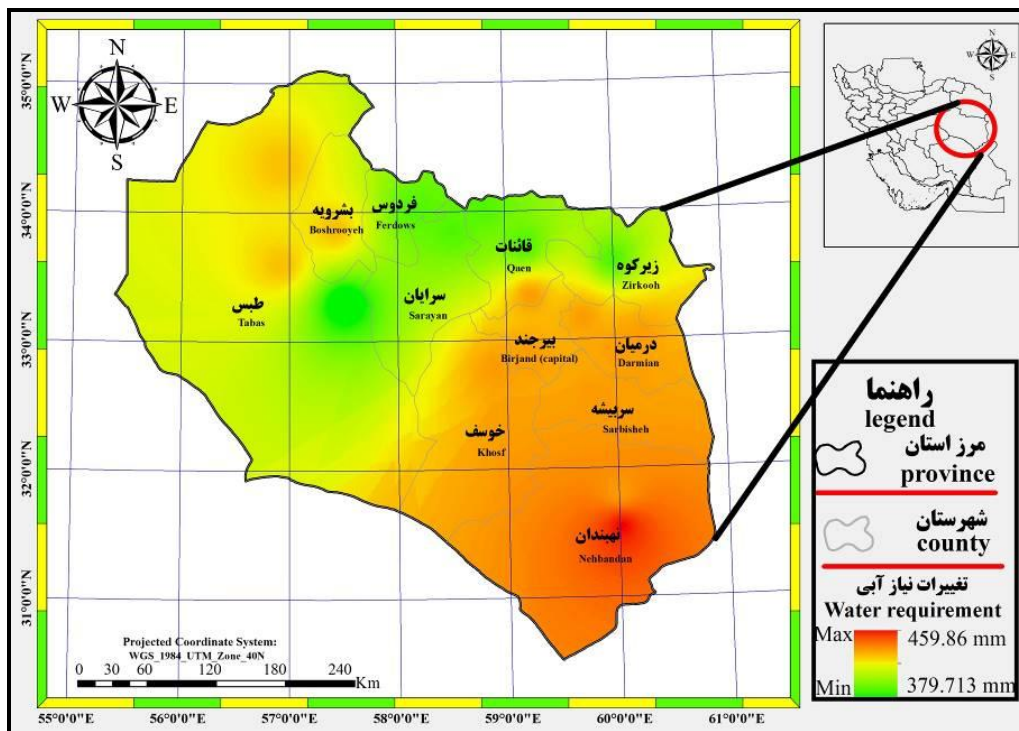 N
W
E
S
35°0'0"N
34°0'0"N
33°0'0"N
32°0'0"N
31°0'0"N
بشرویه
Boshrooyeh
فردوس
Ferdows
قائنات
Qaen
زیرکوه
Zirkooh
طبس
Tabas
سرایان
Sarayan
بیرجند
Birjand (capital)
درمیان
Darmian
سربیشه
Sarbisheh
خوسف
Khosf
نهبندان
Nehbandan
Projected Coordinate System:
WGS_1984_UTM_Zone_40N
0 30 60 120 180 240
Km
55°0'0"E 56°0'0"E 57°0'0"E 58°0'0"E 59°0'0"E 60°0'0"E 61°0'0"E
N
W
E
S
راهنما
legend
مرز استان
province
شهرستان
county
تغییرات نیاز آبی
Water requirement
Max 459.86 mm
Min 379.713 mm